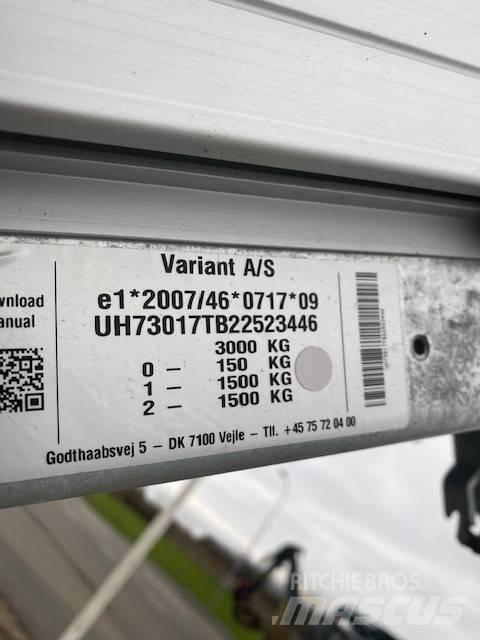 Variant A/S
wnload
anual
e1*2007/46*0717*09
UH73017TB22523446
3000 KG
0 – 150 KG
1 – 1500 KG
2 – 1500 KG
Godthaabsvej 5 – DK 7100 Vejle – Tlf. +45 75 72 04 00
RITCHIE BROS.
MASCUS